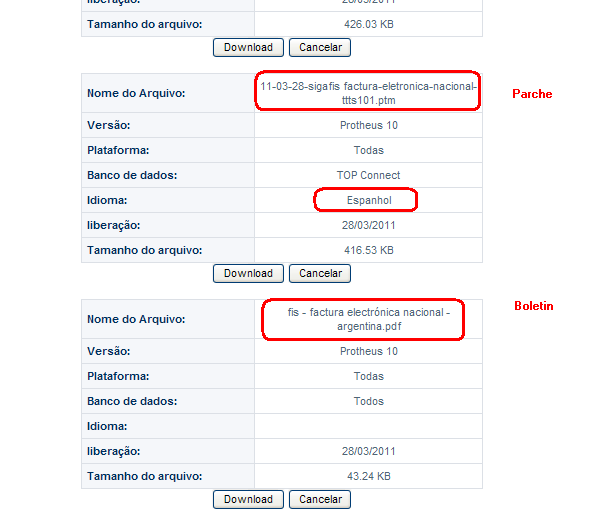 liberação: 28/03/2011
Tamanho do arquivo: 426.03 KB
Download Cancelar
Nome do Arquivo: 11-03-28-sigafis factura-eletronica-nacional-
ttts101.ptm
Parche
Versão: Protheus 10
Plataforma: Todas
Banco de dados: TOP Connect
Idioma: Espanhol
liberação: 28/03/2011
Tamanho do arquivo: 416.53 KB
Download Cancelar
Boletin
Nome do Arquivo: fis - factura electrónica nacional -
argentina.pdf
Versão: Protheus 10
Plataforma: Todas
Banco de dados: Todos
Idioma:
liberação: 28/03/2011
Tamanho do arquivo: 43.24 KB
Download Cancelar